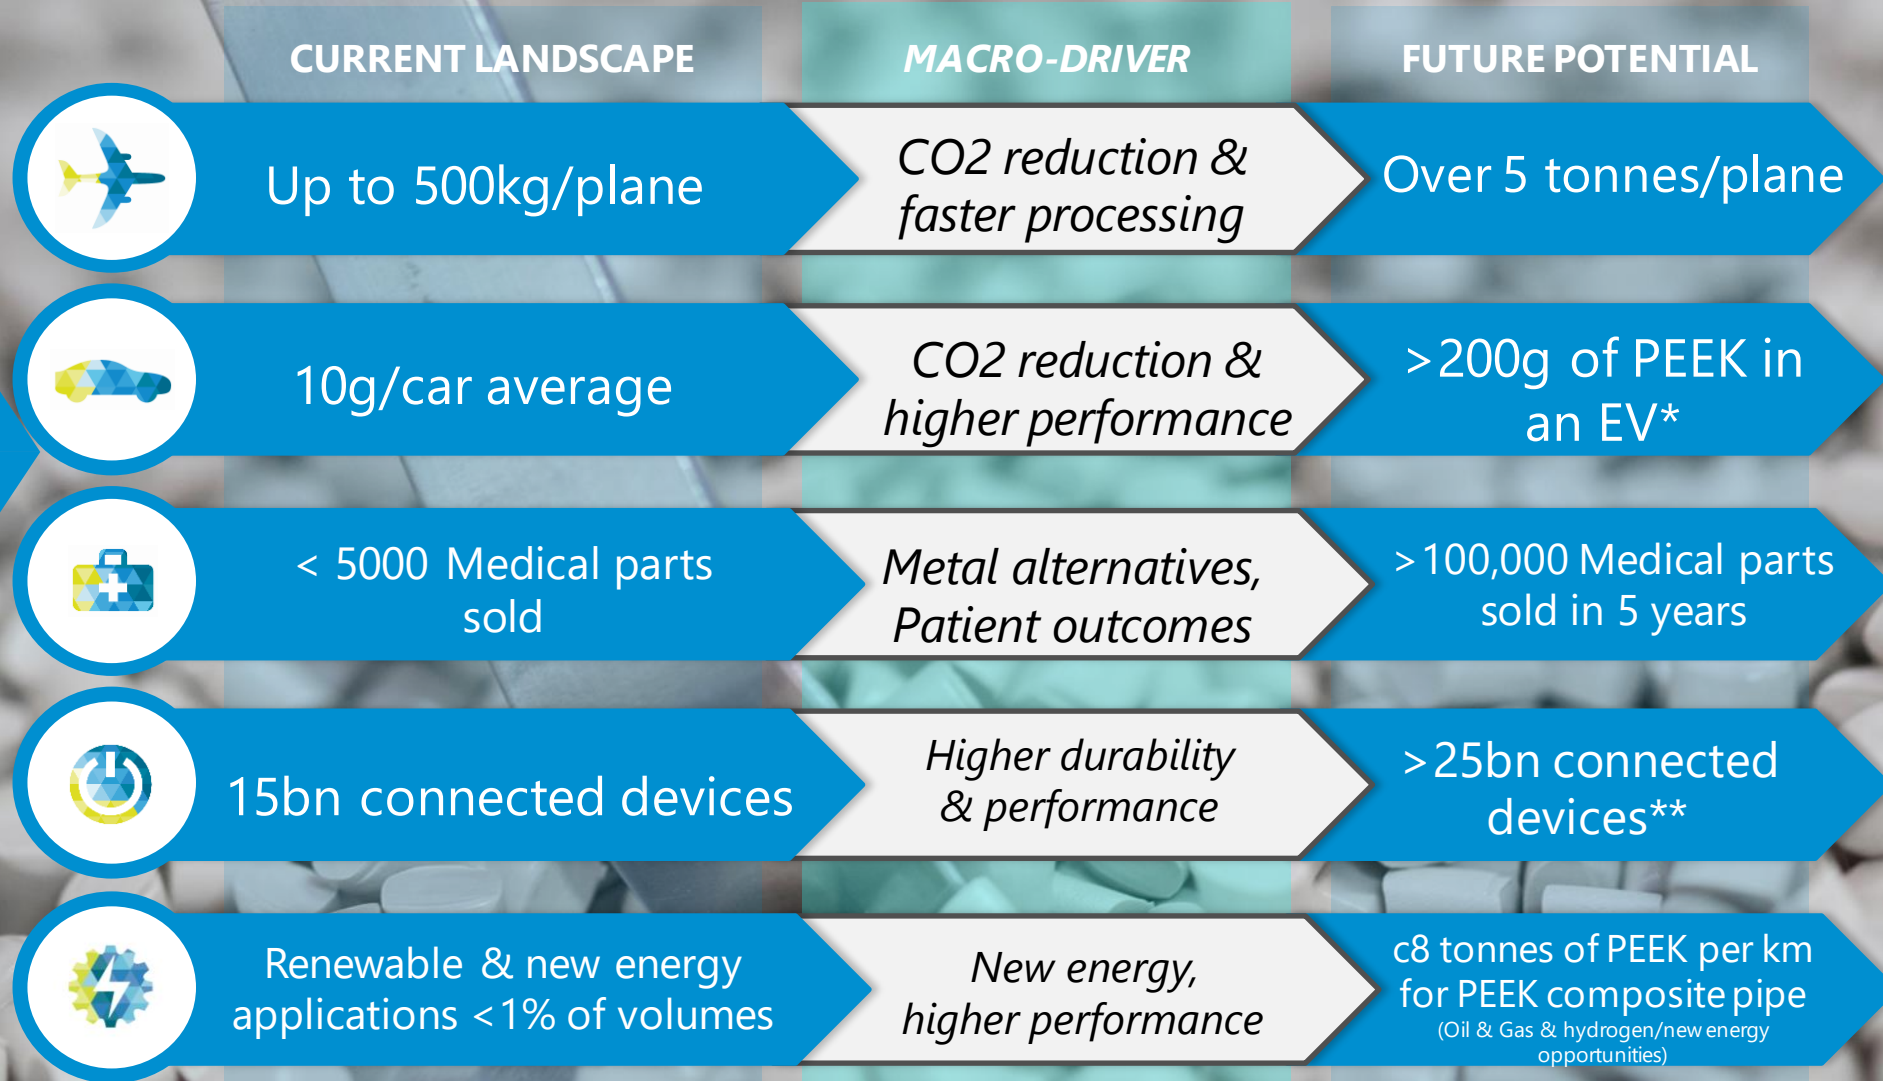 CURRENT LANDSCAPE
MACRO-DRIVER
FUTURE POTENTIAL
Up to 500kg/plane
CO2 reduction &
faster processing
Over 5 tonnes/plane
10g/car average
CO2 reduction &
higher performance
>200g of PEEK in
an EV*
< 5000 Medical parts
sold
Metal alternatives,
Patient outcomes
>100,000 Medical parts
sold in 5 years
15bn connected devices
Higher durability
& performance
>25bn connected
devices**
Renewable & new energy
applications <1% of volumes
New energy,
higher performance
c8 tonnes of PEEK per km
for PEEK composite pipe
(Oil & Gas & hydrogen/new energy
opportunities)